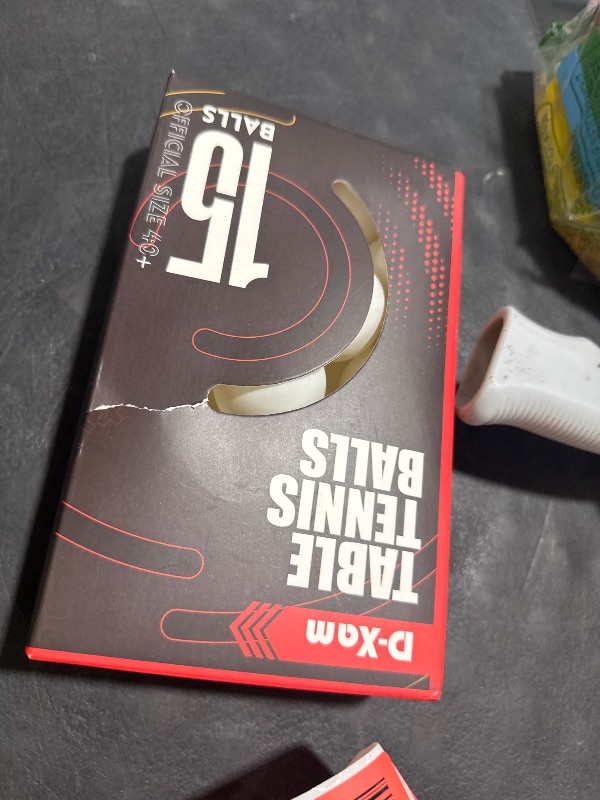 D-Xam
TABLE
TENNIS
BALLS
15
BALLS
OFFICIAL SIZE 40+